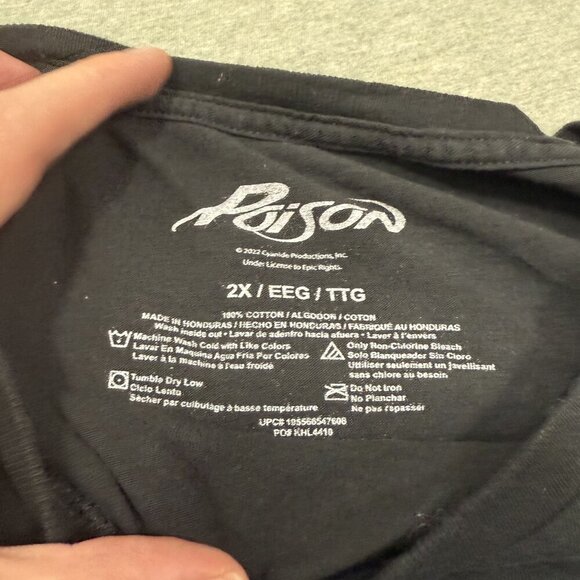 Poison
© 2022 Cyanide Productions, Inc.
Under License to Epic Rights.
2X / EEG / TTG
100% COTTON / ALGODON / COTON
MADE IN HONDURAS / HECHO EN HONDURAS / FABRIQUÉ AU HONDURAS
Wash inside out • Lavar de adentro hacia afuera • Laver à l'envers
Machine Wash Cold with Like Colors
Lavar En Maquina Agua Fria Por Colores
Laver à la machine à l'eau froide
Only Non-Chlorine Bleach
Solo Blanqueador Sin Cloro
Utiliser seulement un javellisant
sans chlore au besoin
Tumble Dry Low
Ciclo Lento
Sècher par culbutage à basse température
Do Not Iron
No Planchar
Ne pas repasser
UPC# 195566547606
PO# KHL4410